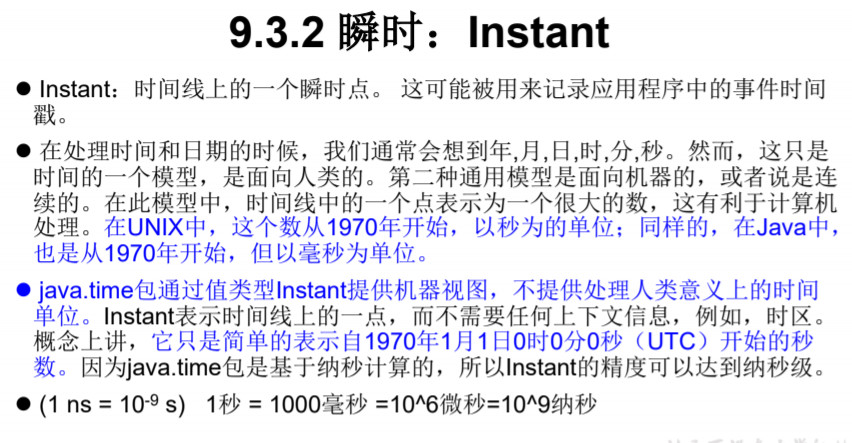 9.3.2 瞬时：Instant
● Instant：时间线上的一个瞬时点。 这可能被用来记录应用程序中的事件时间
戳。
● 在处理时间和日期的时候，我们通常会想到年,月,日,时,分,秒。然而，这只是
时间的一个模型，是面向人类的。第二种通用模型是面向机器的，或者说是连
续的。在此模型中，时间线中的一个点表示为一个很大的数，这有利于计算机
处理。在UNIX中，这个数从1970年开始，以秒为的单位；同样的，在Java中，
也是从1970年开始，但以毫秒为单位。
● java.time包通过值类型Instant提供机器视图，不提供处理人类意义上的时间
单位。Instant表示时间线上的一点，而不需要任何上下文信息，例如，时区。
概念上讲，它只是简单的表示自1970年1月1日0时0分0秒（UTC）开始的秒
数。因为java.time包是基于纳秒计算的，所以Instant的精度可以达到纳秒级。
● (1 ns = 10⁻⁹ s) 1秒 = 1000毫秒 =10^6微秒=10^9纳秒